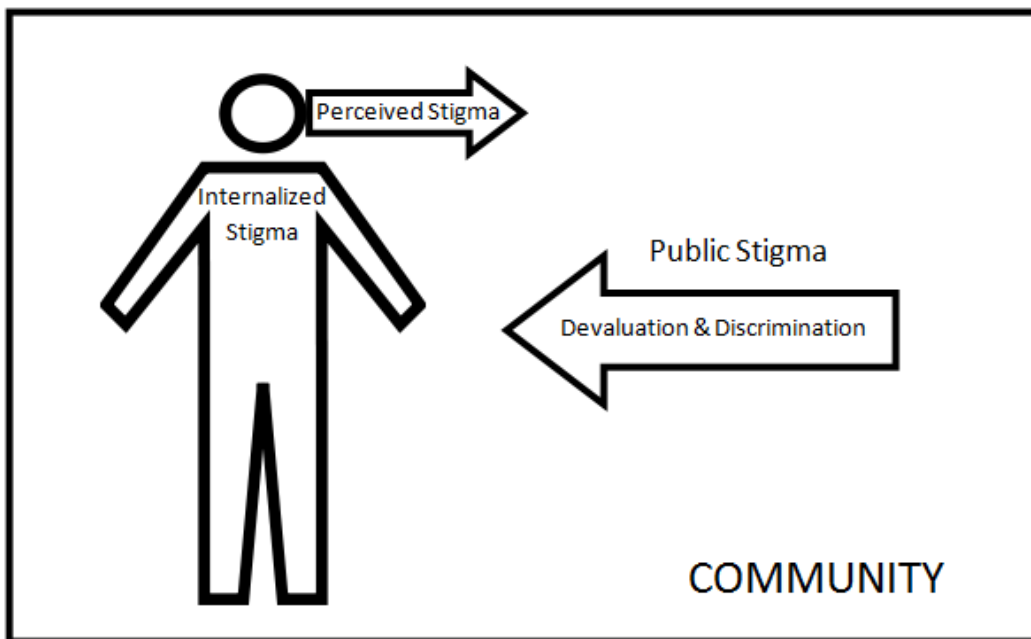 Perceived Stigma
Internalized
Stigma
Public Stigma
Devaluation & Discrimination
COMMUNITY